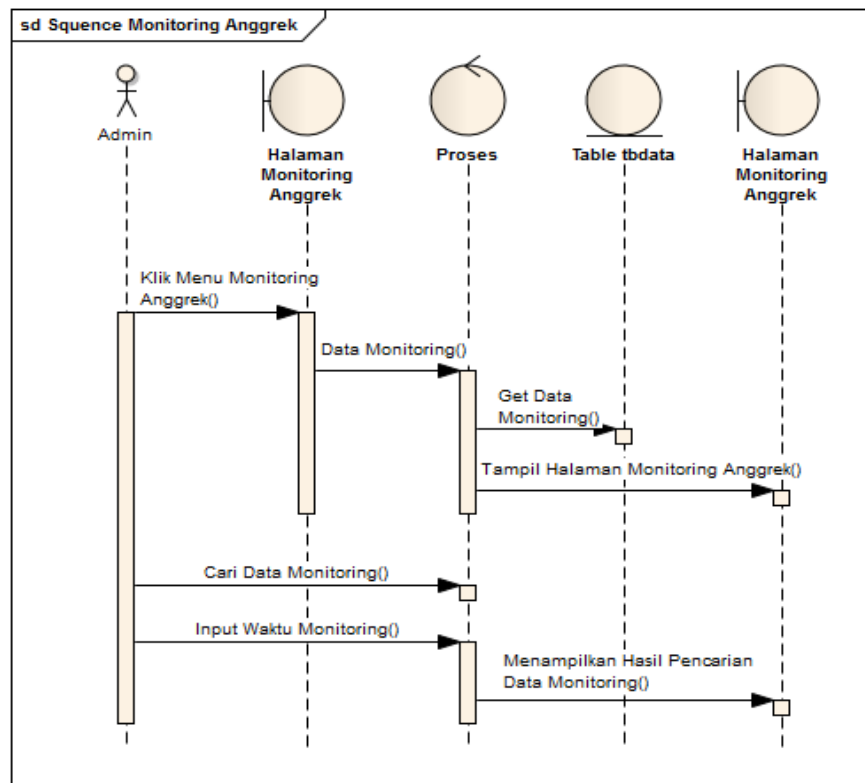 sd Squence Monitoring Anggrek
Admin
Halaman
Monitoring
Anggrek
Proses
Table tbdata
Halaman
Monitoring
Anggrek
Klik Menu Monitoring
Anggrek()
Data Monitoring()
Get Data
Monitoring()
Tampil Halaman Monitoring Anggrek()
Cari Data Monitoring()
Input Waktu Monitoring()
Menampilkan Hasil Pencarian
Data Monitoring()